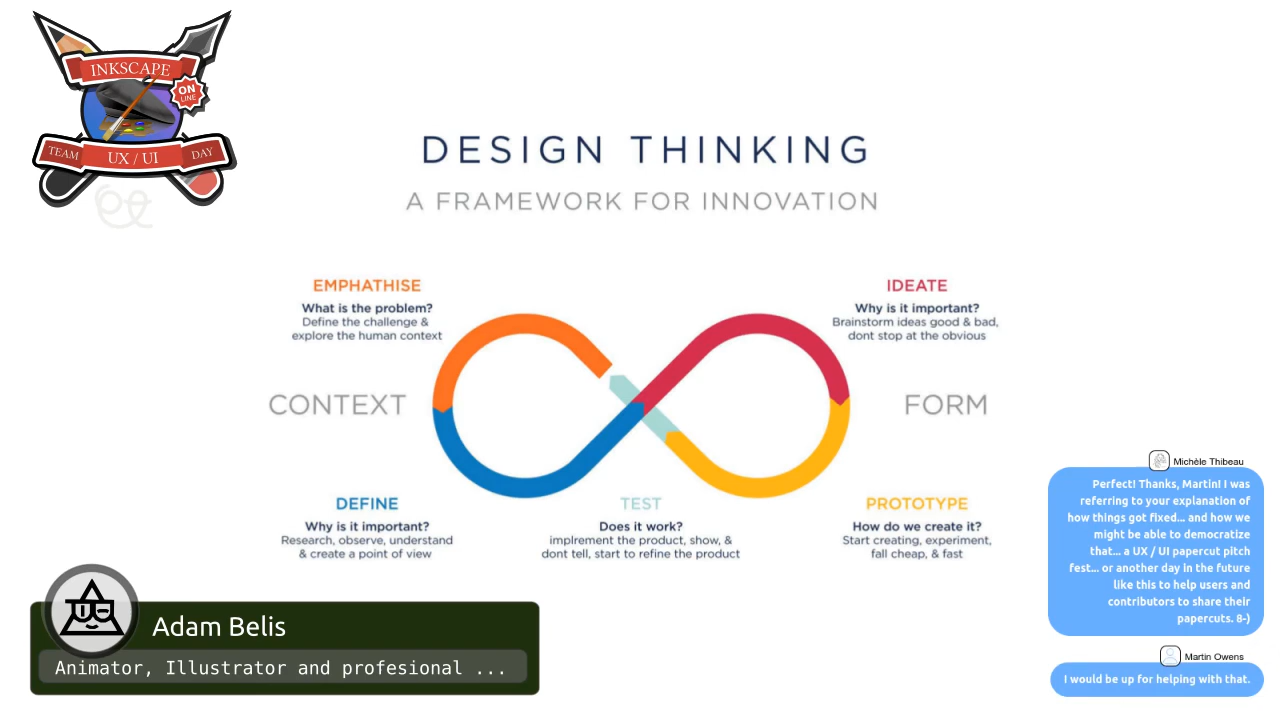 INKSCAPE
ON
LINE
TEAM
UX / UI
DAY
DESIGN THINKING
A FRAMEWORK FOR INNOVATION
EMPHATHISE
What is the problem?
Define the challenge &
explore the human context
IDEATE
Why is it important?
Brainstorm ideas good & bad,
dont stop at the obvious
CONTEXT
FORM
DEFINE
Why is it important?
Research, observe, understand
& create a point of view
TEST
Does it work?
implrement the product, show, &
dont tell, start to refine the product
PROTOTYPE
How do we create it?
Start creating, experiment,
fall cheap, & fast
Michèle Thibeau
Perfect! Thanks, Martin! I was
referring to your explanation of
how things got fixed... and how we
might be able to democratize
that... a UX / UI papercut pitch
fest... or another day in the future
like this to help users and
contributors to share their
papercuts. 8-)
Martin Owens
I would be up for helping with that.
Adam Belis
Animator, Illustrator and profesional ...